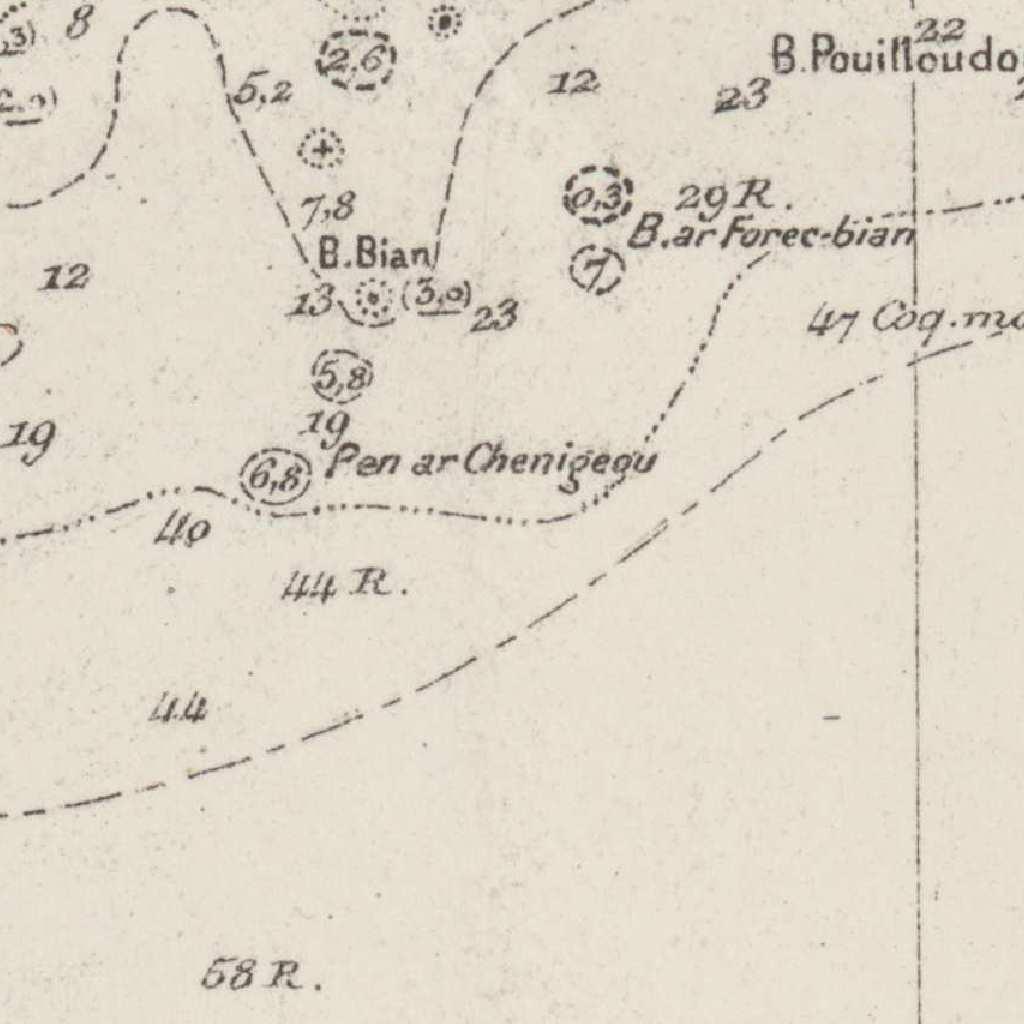 8
2,6
22
B.Pouilloudo
5,2
12
23
7,8
0,3
29 R.
B.ar Forec-bian
B.Bian
12
7
13
(3,0)
23
47 Coq.
5,8
19
19
6,8
Pen ar Chenigeou
40
44 R.
44
58 R.